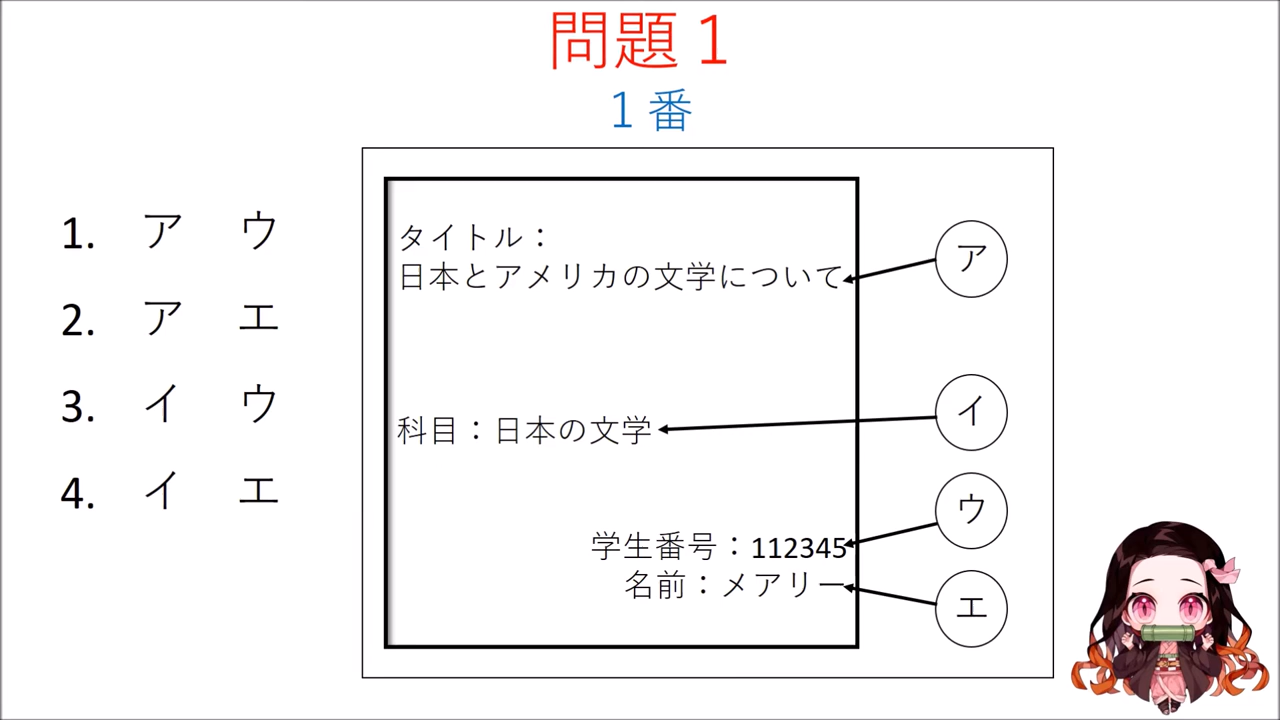 問題1
1番
1. ア ウ
2. ア エ
3. イ ウ
4. イ エ
タイトル：
日本とアメリカの文学について
ア
科目：日本の文学
イ
学生番号：112345
ウ
名前：メアリー
エ